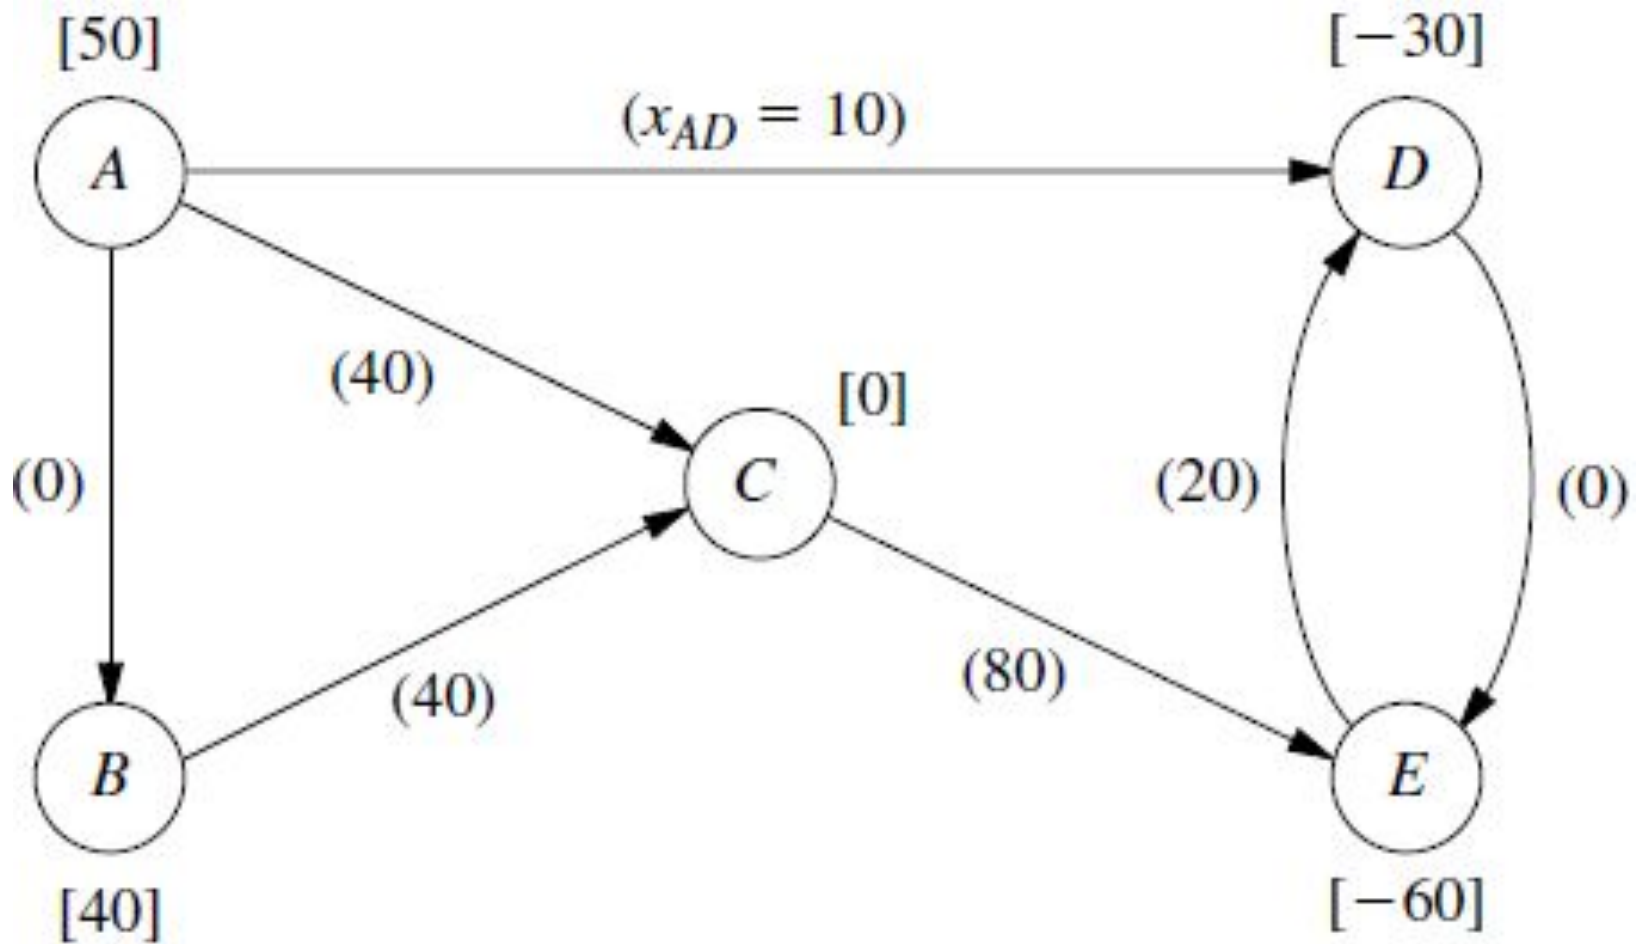 [50]
[−30]
(x_AD = 10)
A
D
(40)
[0]
(0)
C
(20)
(0)
(40)
(80)
B
E
[40]
[−60]